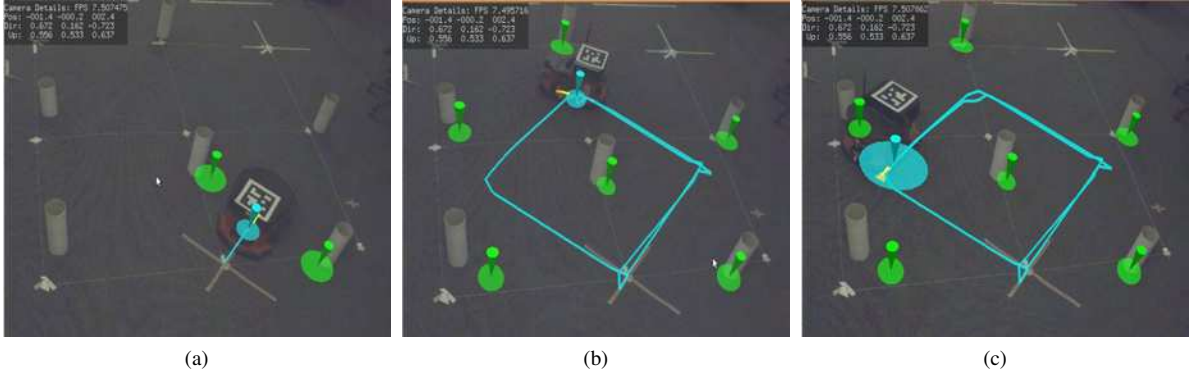 Camera Details: FPS 7.507475
Pos: -001.4 -000.2 002.4
Dir: 0.672 0.162 -0.723
Up: 0.556 0.533 0.637
Camera Details: FPS 7.495716
Pos: -001.4 -000.2 002.4
Dir: 0.672 0.162 -0.723
Up: 0.556 0.533 0.637
Camera Details: FPS 7.507862
Pos: -001.4 -000.2 002.4
Dir: 0.672 0.162 -0.723
Up: 0.556 0.533 0.637
(a)
(b)
(c)